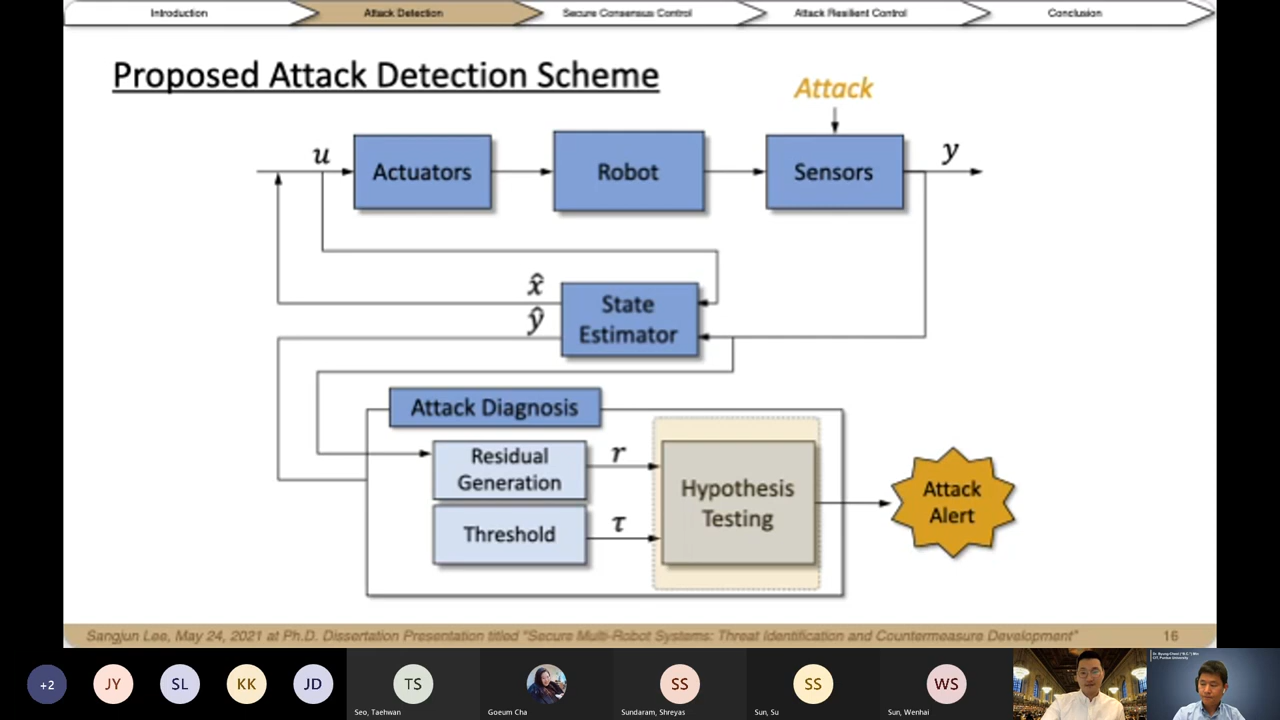 Introduction
Attack Detection
Secure Consensus Control
Attack Resilient Control
Conclusion
Proposed Attack Detection Scheme
Attack
u
Actuators
Robot
Sensors
y
x̂
State
Estimator
ŷ
Attack Diagnosis
Residual
Generation
r
Hypothesis
Testing
Threshold
τ
Attack
Alert
Sangjun Lee, May 24, 2021 at Ph.D. Dissertation Presentation titled "Secure Multi-Robot Systems: Threat Identification and Countermeasure Development"
16
+2
JY
SL
KK
JD
TS
SS
SS
WS
Seo, Taehwan
Goeum Cha
Sundaram, Shreyas
Sun, Su
Sun, Wenhai